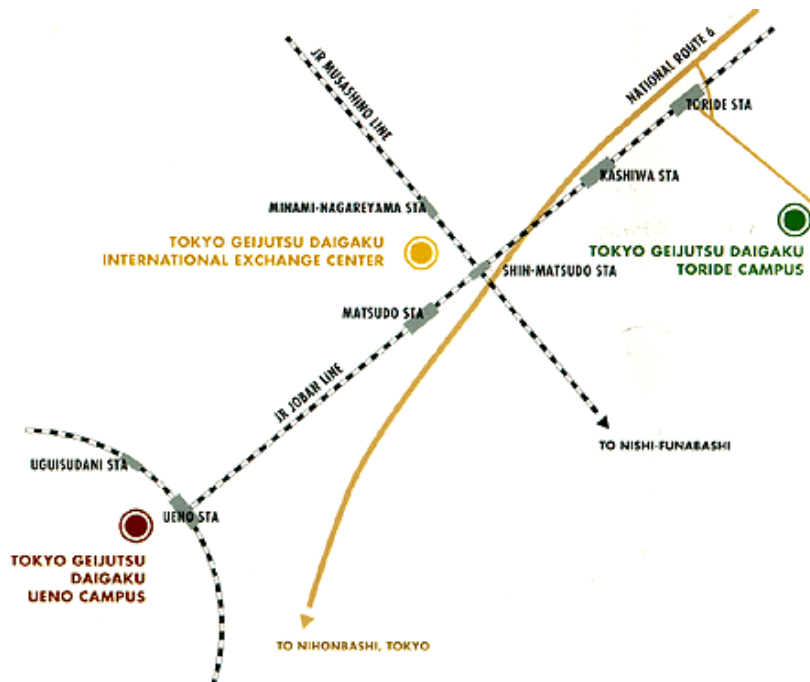 NATIONAL ROUTE 6
JR MUSASHINO LINE
TORIDE STA
KASHIWA STA
MINAMI-NAGAREYAMA STA
TOKYO GEIJUTSU DAIGAKU
INTERNATIONAL EXCHANGE CENTER
TOKYO GEIJUTSU DAIGAKU
TORIDE CAMPUS
SHIN-MATSUDO STA
MATSUDO STA
JR JOBAN LINE
TO NISHI-FUNABASHI
UGUISUDANI STA
UENO STA
TOKYO GEIJUTSU
DAIGAKU
UENO CAMPUS
TO NIHONBASHI, TOKYO